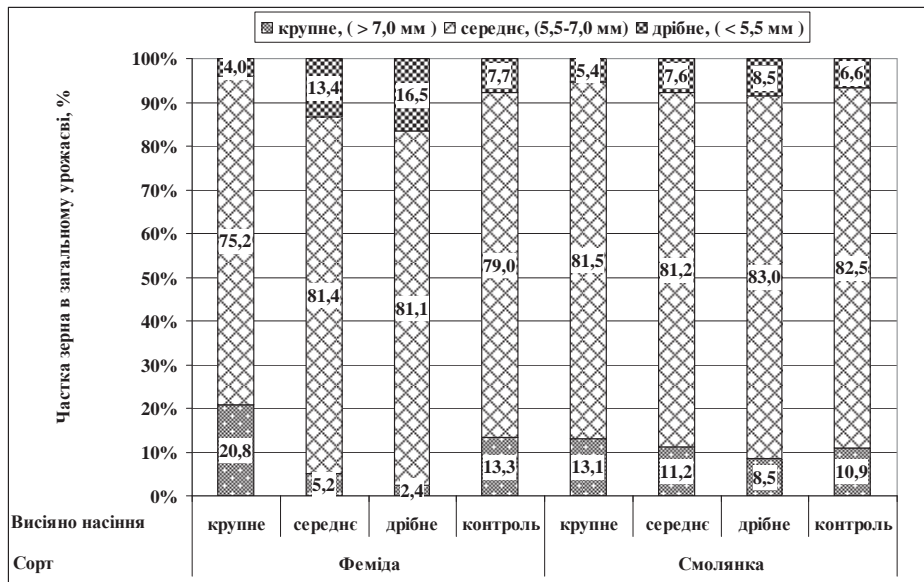 крупне, ( > 7,0 мм ) середнє, (5,5-7,0 мм) дрібне, ( < 5,5 мм )
Частка зерна в загальному урожаєві, %
100%
90%
80%
70%
60%
50%
40%
30%
20%
10%
0%
4,0 13,4 16,5 7,7 5,4 7,6 8,5 6,6
75,2 81,4 81,1 79,0 81,5 81,2 83,0 82,5
20,8 5,2 2,4 13,3 13,1 11,2 8,5 10,9
Висіяно насіння крупне середнє дрібне контроль крупне середнє дрібне контроль
Сорт Феміда Смолянка